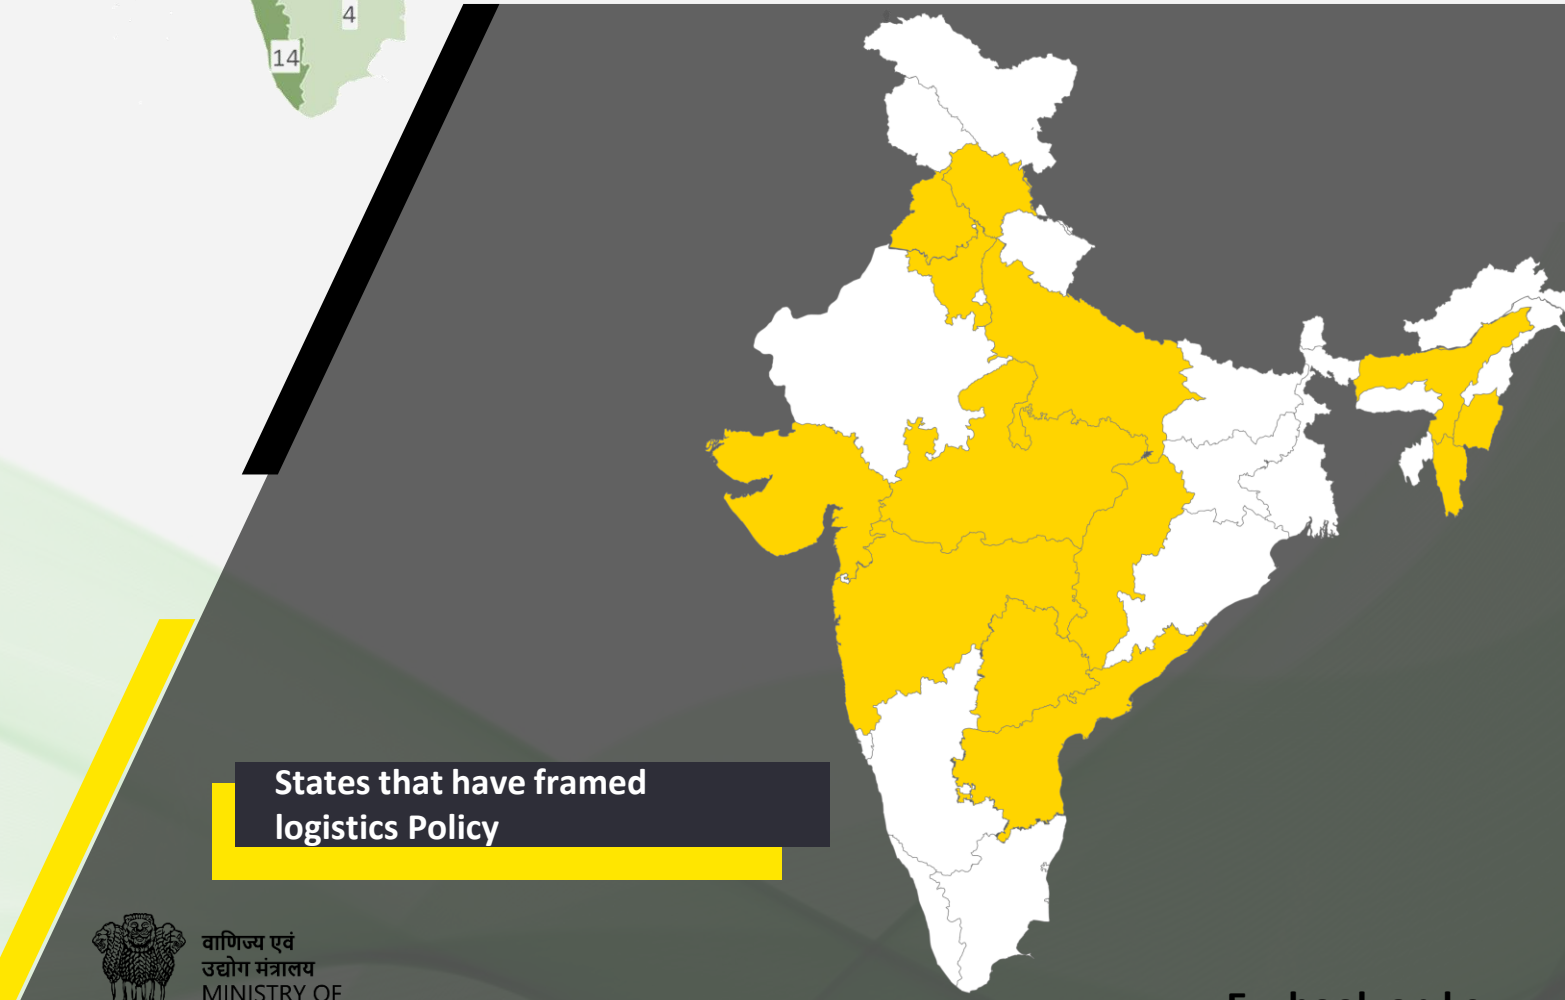 4
14
States that have framed
logistics Policy
वाणिज्य एवं
उद्योग मंत्रालय
MINISTRY OF